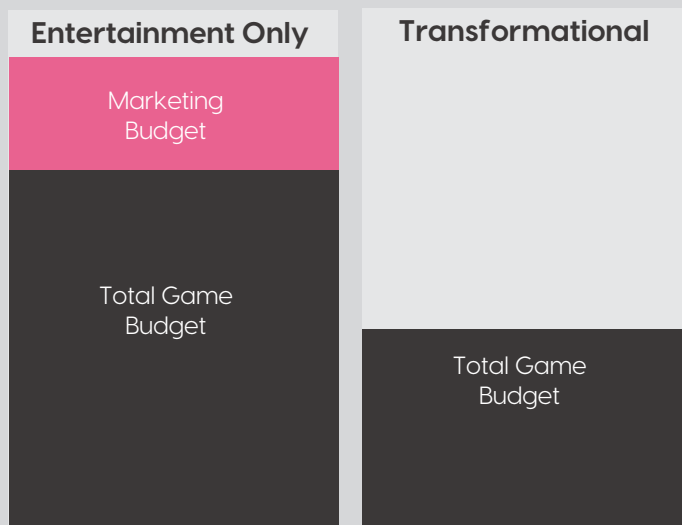 Entertainment Only
Marketing
Budget
Total Game
Budget
Transformational
Total Game
Budget